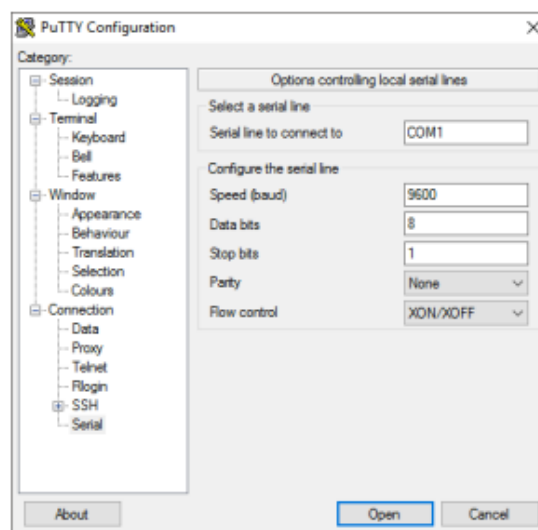 PuTTY Configuration
Category:
Session
Logging
Terminal
Keyboard
Bell
Features
Window
Appearance
Behaviour
Translation
Selection
Colours
Connection
Data
Proxy
Telnet
Rlogin
SSH
Serial
Options controlling local serial lines
Select a serial line
Serial line to connect to COM1
Configure the serial line
Speed (baud) 9600
Data bits 8
Stop bits 1
Parity None
Flow control XON/XOFF
About Open Cancel